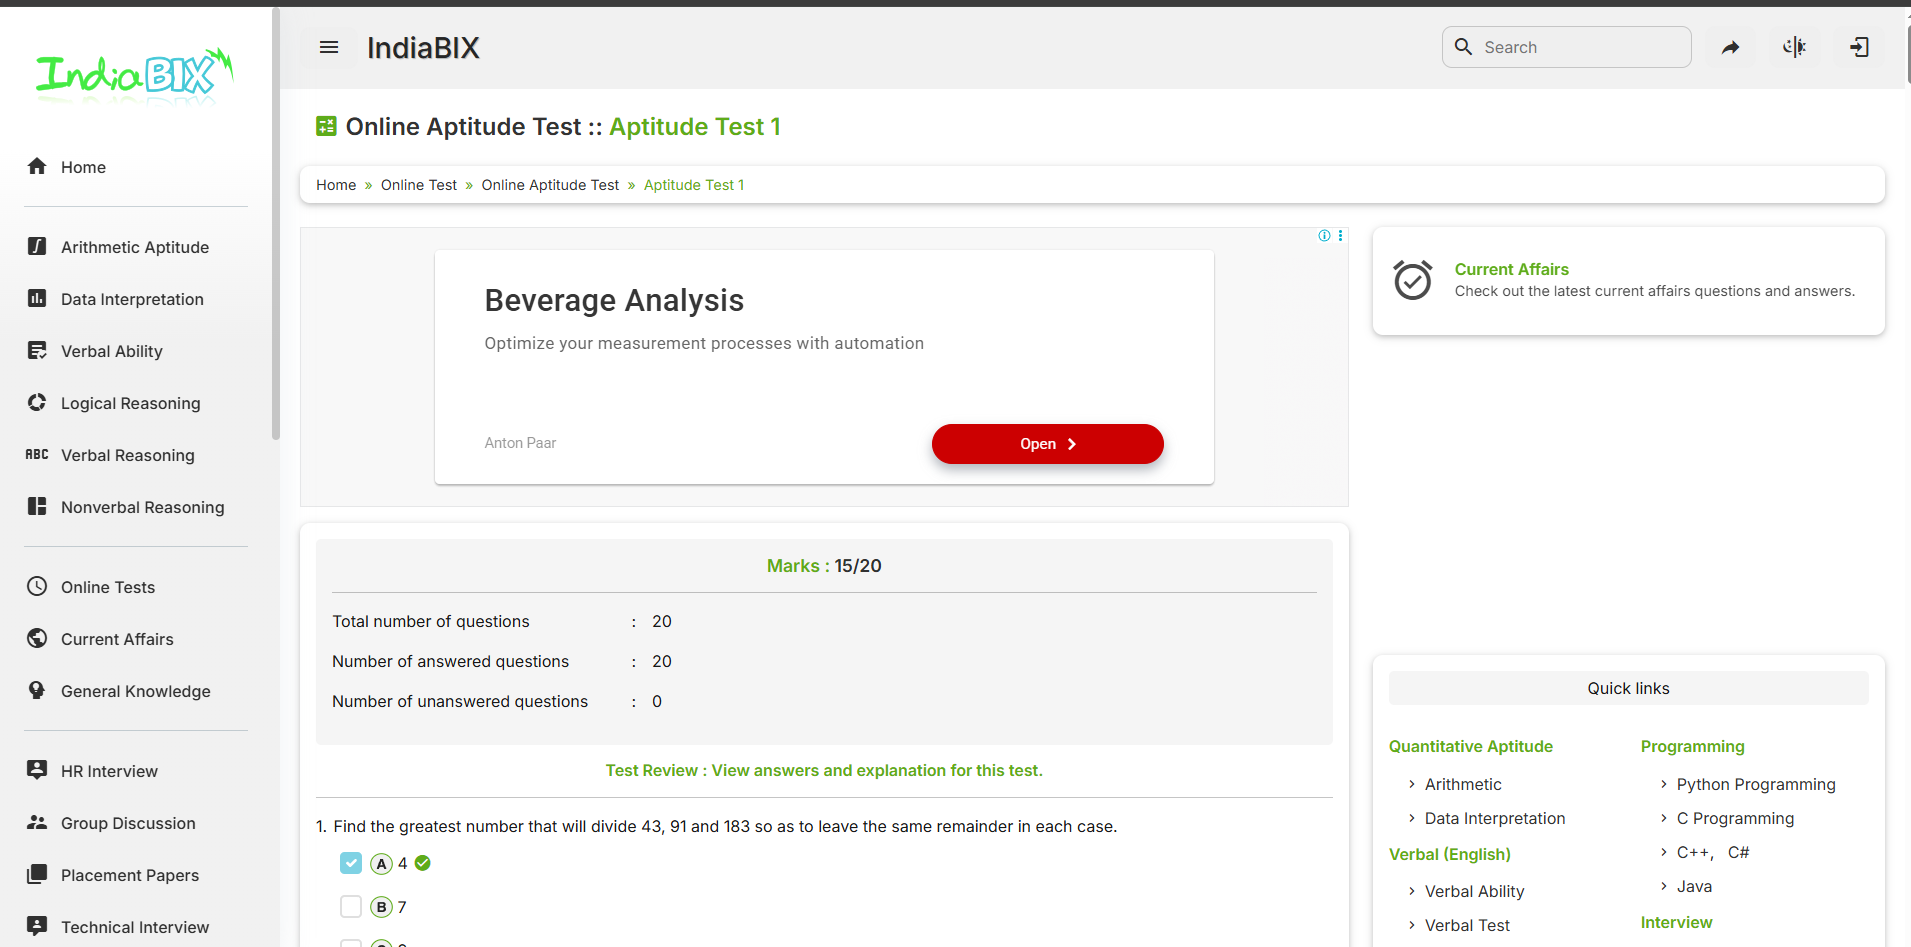 IndiaBIX
Home
Arithmetic Aptitude
Data Interpretation
Verbal Ability
Logical Reasoning
ABC Verbal Reasoning
Nonverbal Reasoning
Online Tests
Current Affairs
General Knowledge
HR Interview
Group Discussion
Placement Papers
Technical Interview
IndiaBIX
Search
Online Aptitude Test :: Aptitude Test 1
Home » Online Test » Online Aptitude Test » Aptitude Test 1
Beverage Analysis
Optimize your measurement processes with automation
Anton Paar
Open
Marks : 15/20
Total number of questions : 20
Number of answered questions : 20
Number of unanswered questions : 0
Test Review : View answers and explanation for this test.
1. Find the greatest number that will divide 43, 91 and 183 so as to leave the same remainder in each case.
A 4
B 7
Current Affairs
Check out the latest current affairs questions and answers.
Quick links
Quantitative Aptitude
Arithmetic
Data Interpretation
Verbal (English)
Verbal Ability
Verbal Test
Programming
Python Programming
C Programming
C++, C#
Java
Interview